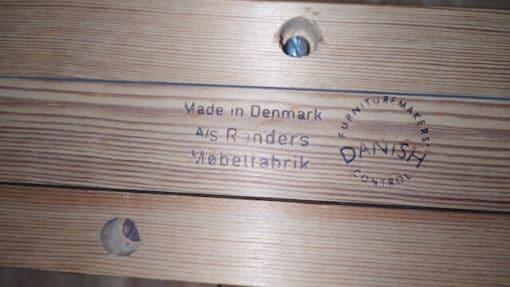 Made in Denmark
A/S Randers
Møbelfabrik
FURNITUREMAKERS'
DANISH
CONTROL